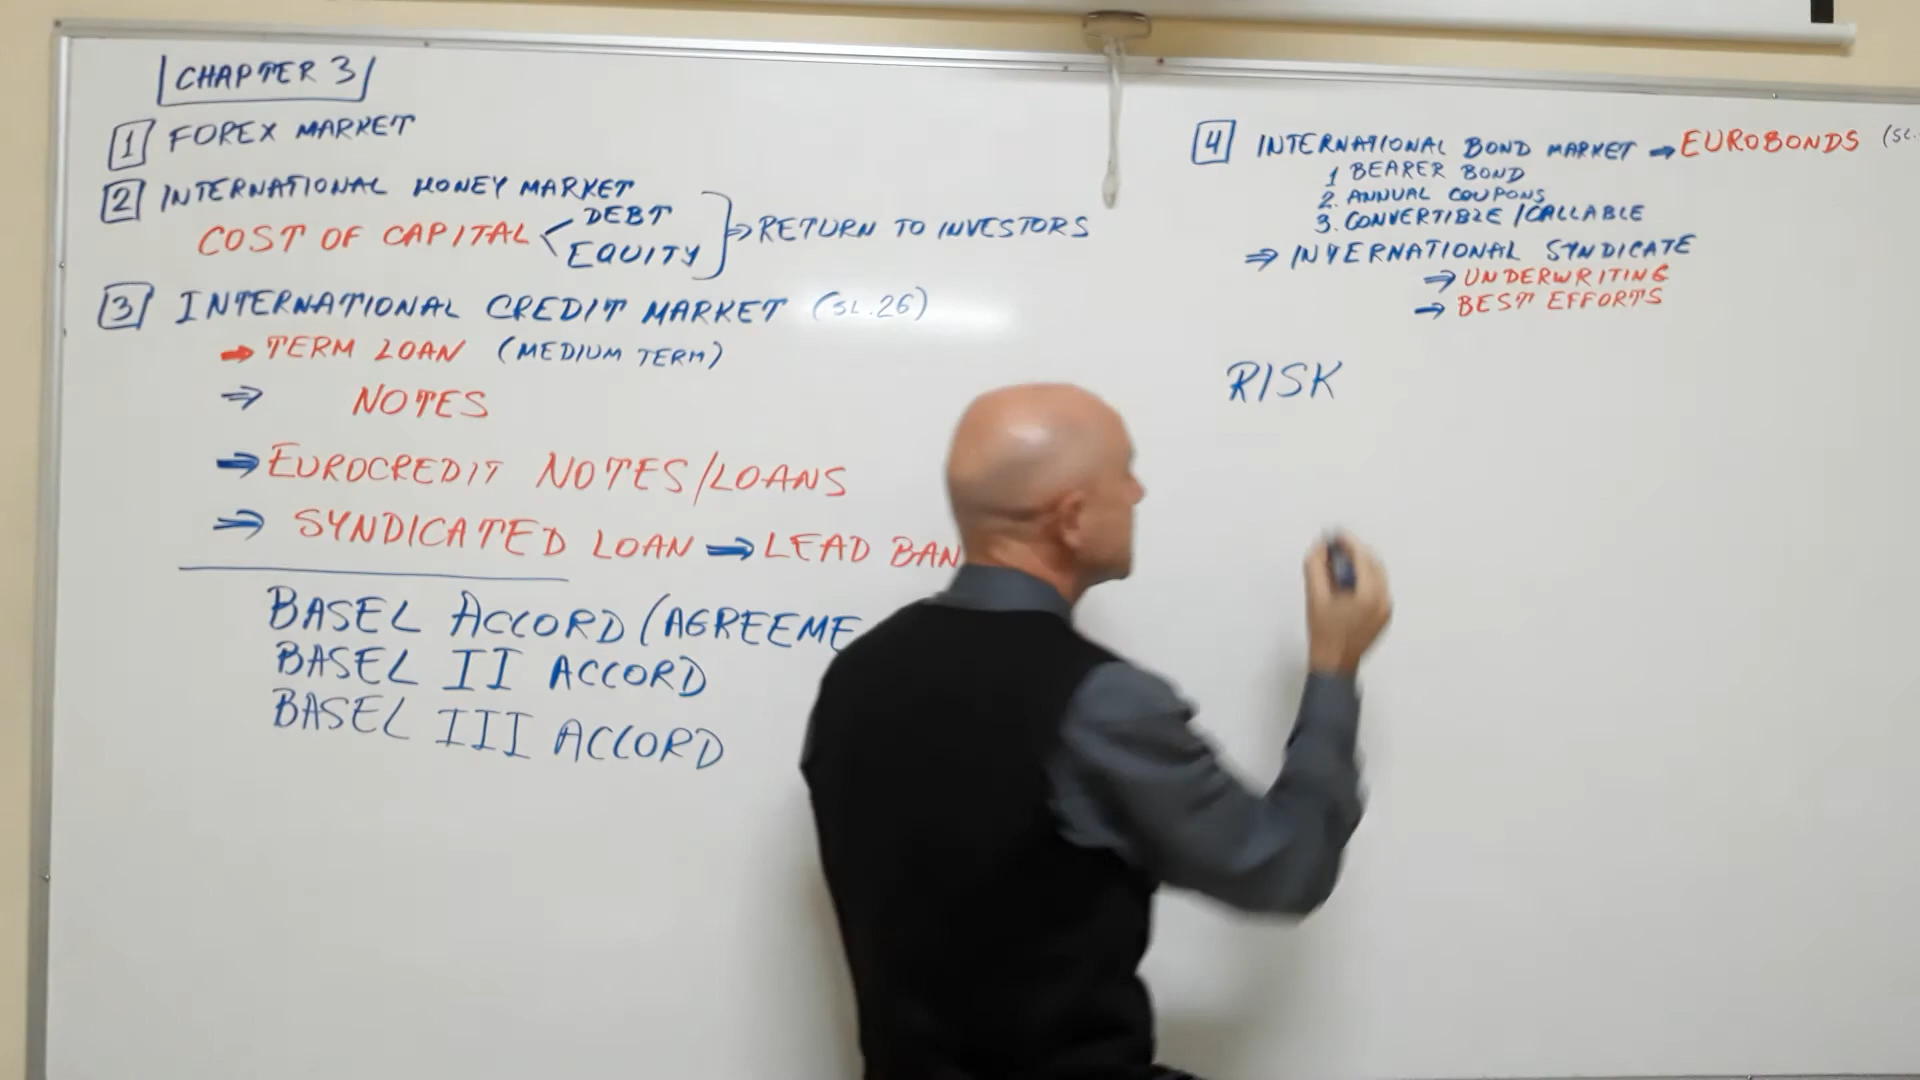 CHAPTER 3
1 FOREX MARKET
2 INTERNATIONAL MONEY MARKET
COST OF CAPITAL < DEBT
EQUITY
→ RETURN TO INVESTORS
3 INTERNATIONAL CREDIT MARKET (SL.26)
→ TERM LOAN (MEDIUM TERM)
⇒ NOTES
⇒ EUROCREDIT NOTES/LOANS
⇒ SYNDICATED LOAN → LEAD BAN
BASEL ACCORD (AGREEME
BASEL II ACCORD
BASEL III ACCORD
4 INTERNATIONAL BOND MARKET → EUROBONDS (SL.
1 BEARER BOND
2. ANNUAL COUPONS
3. CONVERTIBLE / CALLABLE
⇒ INTERNATIONAL SYNDICATE
⇒ UNDERWRITING
⇒ BEST EFFORTS
RISK